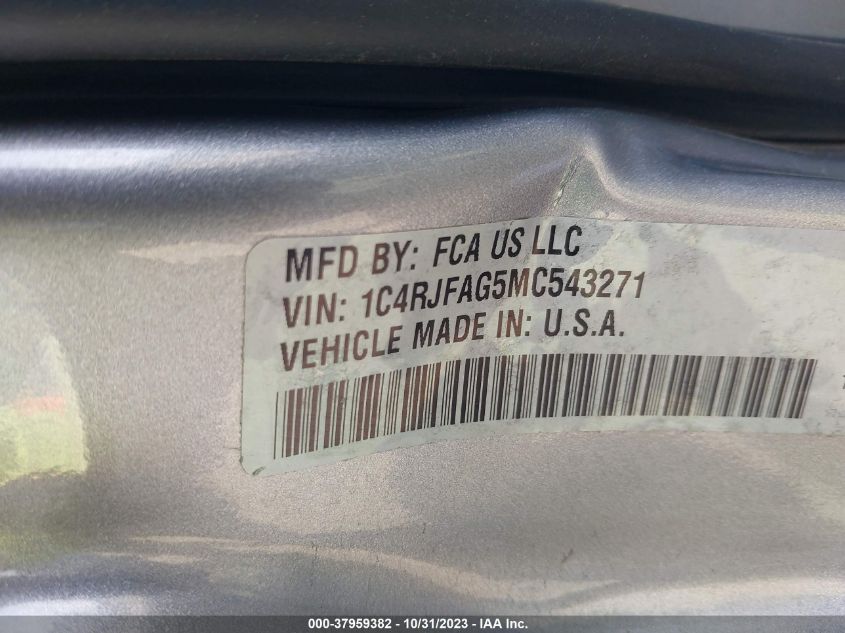 MFD BY: FCA US LLC
VIN: 1C4RJFAG5MC543271
VEHICLE MADE IN: U.S.A.
000-37959382 - 10/31/2023 - IAA Inc.